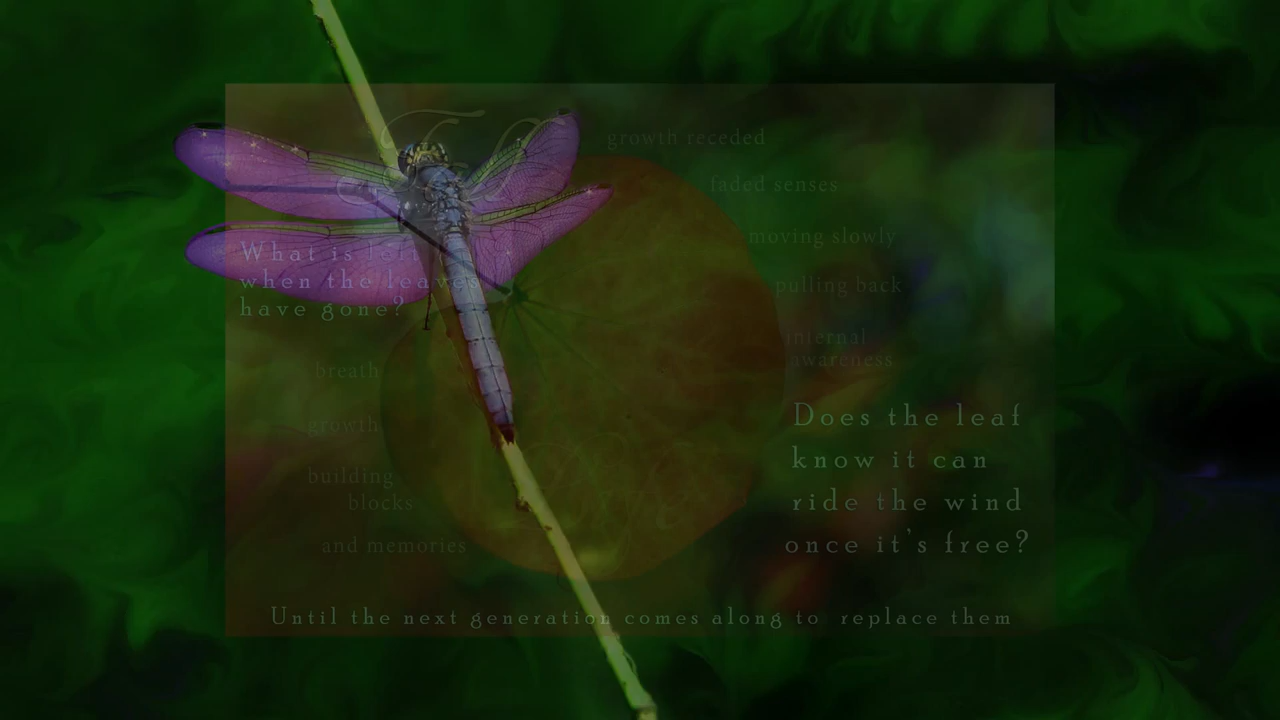 growth receded
faded senses
moving slowly
pulling back
internal
awareness
What is left
when the leaves
have gone?
breath
growth
building
blocks
and memories
Does the leaf
know it can
ride the wind
once it's free?
Until the next generation comes along to replace them